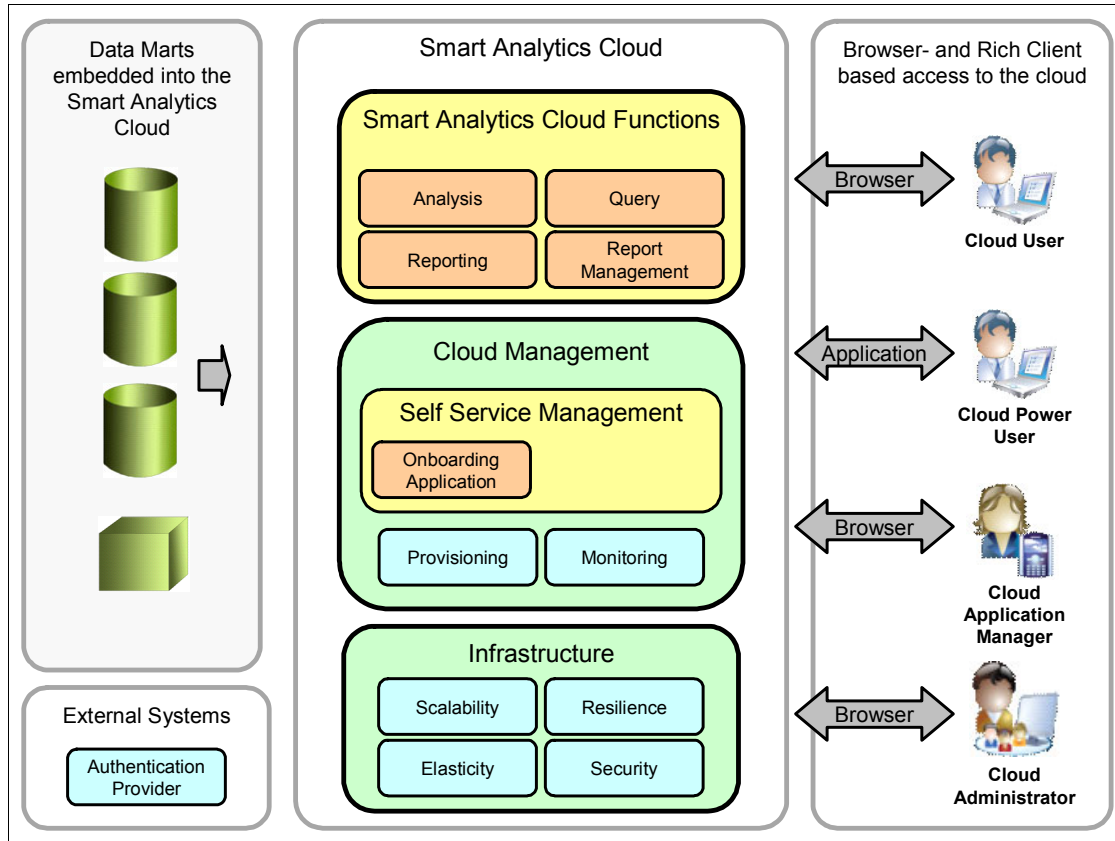 Data Marts
embedded into the
Smart Analytics
Cloud
External Systems
Authentication
Provider
Smart Analytics Cloud
Smart Analytics Cloud Functions
Analysis
Query
Reporting
Report
Management
Cloud Management
Self Service Management
Onboarding
Application
Provisioning
Monitoring
Infrastructure
Scalability
Resilience
Elasticity
Security
Browser- and Rich Client
based access to the cloud
Browser
Cloud User
Application
Cloud Power
User
Browser
Cloud
Application
Manager
Browser
Cloud
Administrator